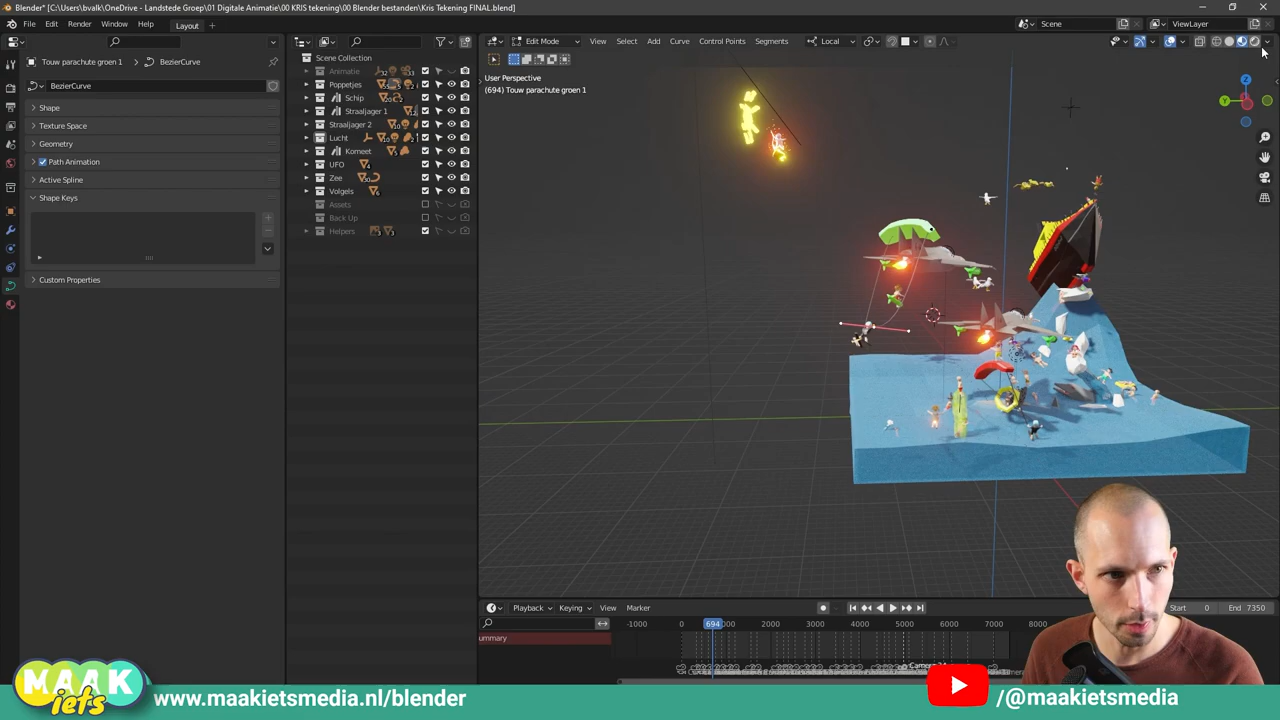 Blender* [C:\Users\bvalk\OneDrive - Landstede Groep\01 Digitale Animatie\00 KRIS tekening\00 Blender bestanden\Kris Tekening FINAL.blend]
File Edit Render Window Help Layout
Scene ViewLayer
Edit Mode View Select Add Curve Control Points Segments Local
Touw parachute groen 1 BezierCurve
BezierCurve
Shape
Texture Space
Geometry
Path Animation
Active Spline
Shape Keys
Custom Properties
Scene Collection
Animatie
Poppetjes
Schip
Straaljager 1
Straaljager 2
Lucht
Komeet
UFO
Zee
Volgels
Assets
Back Up
Helpers
User Perspective
(694) Touw parachute groen 1
Playback Keying View Marker
Start 0 End 7350
-1000 0 694 2000 3000 4000 5000 6000 7000 8000
ummary
MAAK
iets
www.maakietsmedia.nl/blender
/@maakietsmedia